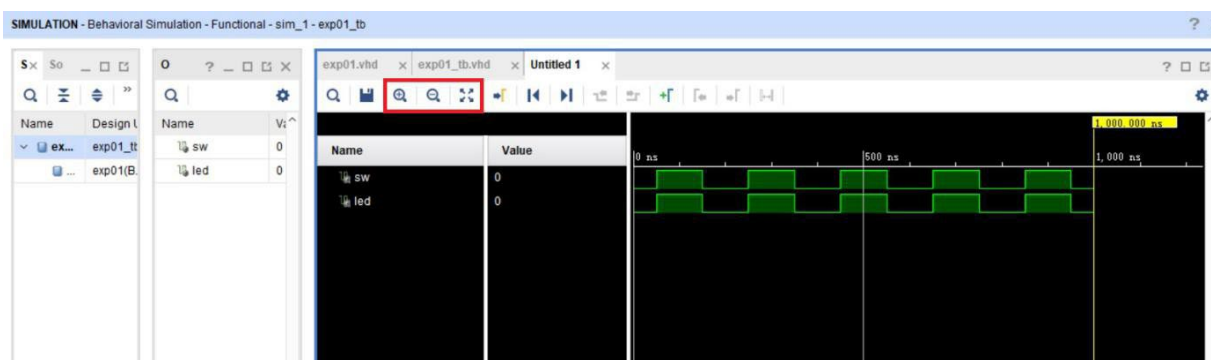 SIMULATION - Behavioral Simulation - Functional - sim_1 - exp01_tb
S So
O
exp01.vhd exp01_tb.vhd Untitled 1
Name Design U
Name Va
Name Value
1,000.000 ns
0 ns 500 ns 1,000 ns
ex... exp01_tb
sw 0
sw 0
... exp01(B.
led 0
led 0